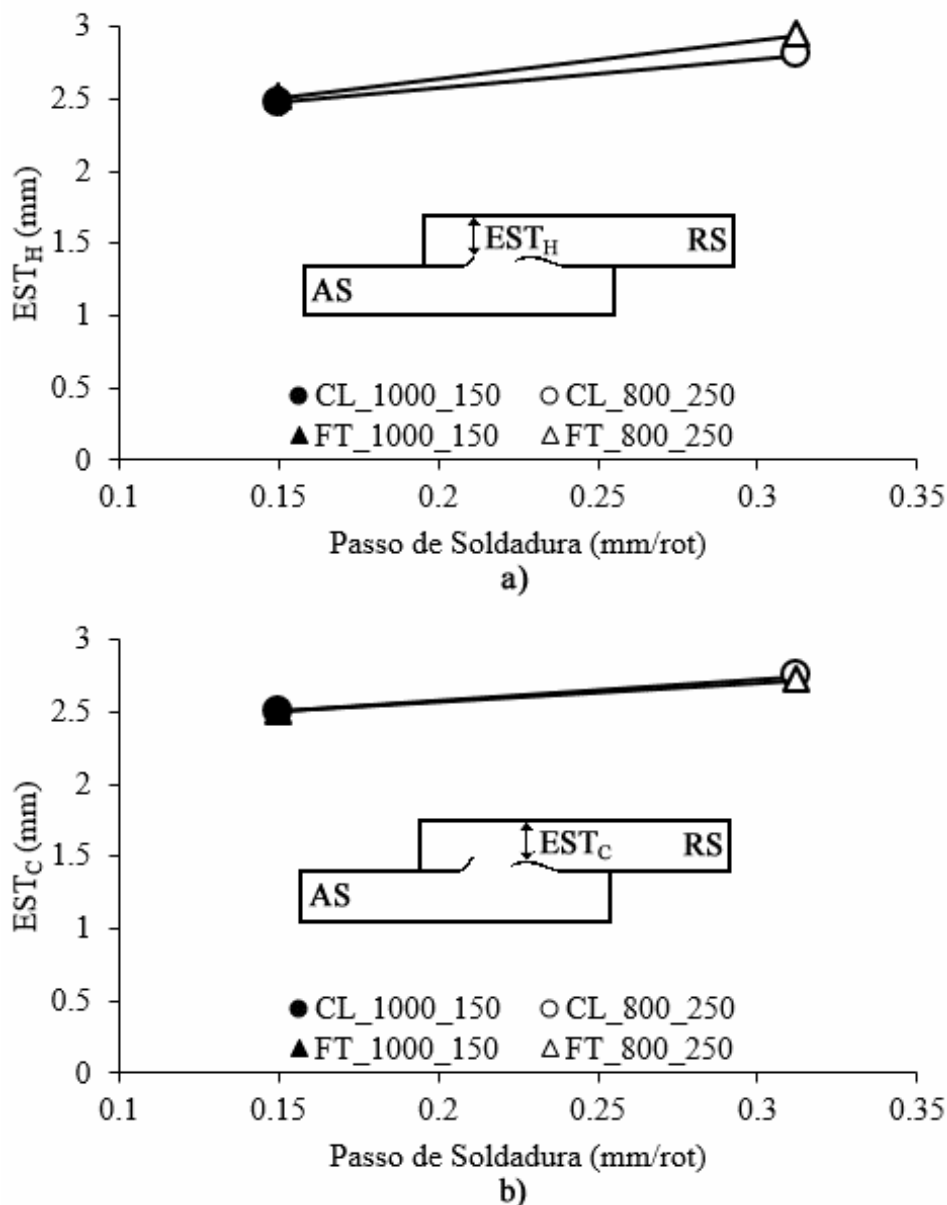 3
2.5
2
1.5
1
0.5
0
EST_H (mm)
EST_H
RS
AS
CL_1000_150 CL_800_250
FT_1000_150 FT_800_250
0.1 0.15 0.2 0.25 0.3 0.35
Passo de Soldadura (mm/rot)
a)
3
2.5
2
1.5
1
0.5
0
EST_C (mm)
EST_C
RS
AS
CL_1000_150 CL_800_250
FT_1000_150 FT_800_250
0.1 0.15 0.2 0.25 0.3 0.35
Passo de Soldadura (mm/rot)
b)